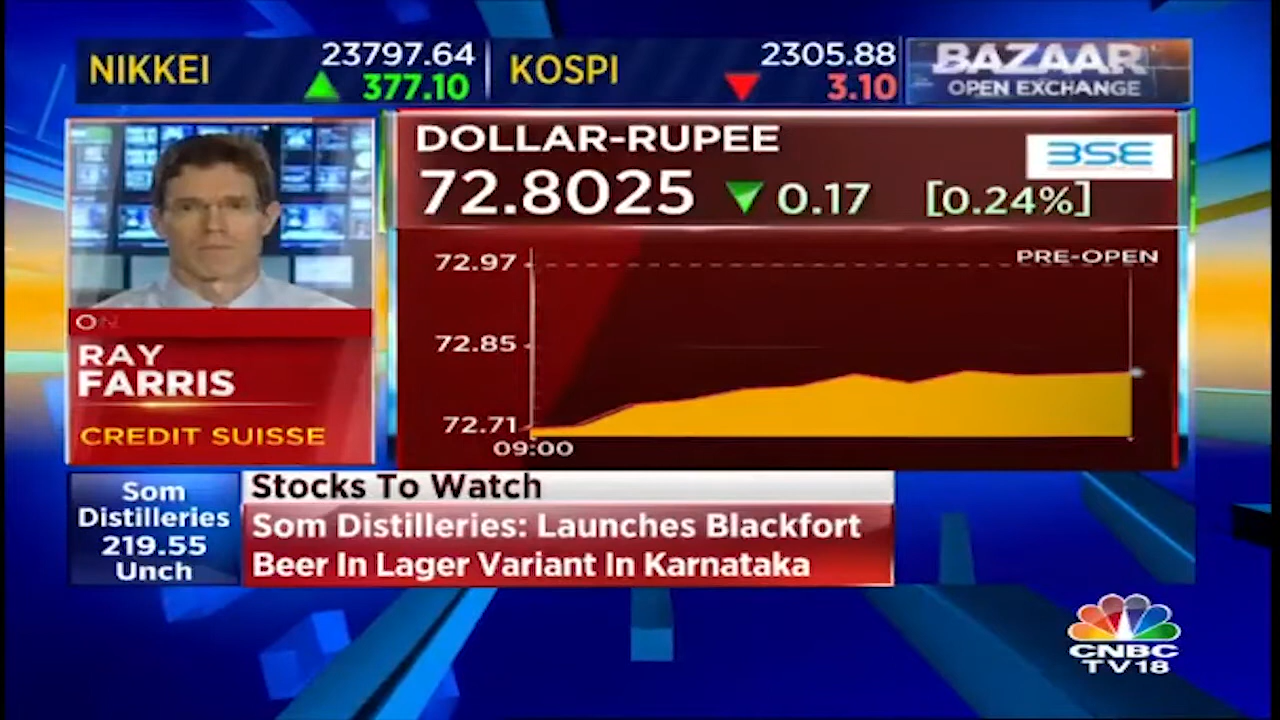 NIKKEI
23797.64
377.10
KOSPI
2305.88
3.10
BAZAAR
OPEN EXCHANGE
DOLLAR-RUPEE
BSE
72.8025
0.17
[0.24%]
PRE-OPEN
72.97
72.85
72.71
09:00
ON
RAY
FARRIS
CREDIT SUISSE
Som
Distilleries
219.55
Unch
Stocks To Watch
Som Distilleries: Launches Blackfort
Beer In Lager Variant In Karnataka
CNBC
TV18